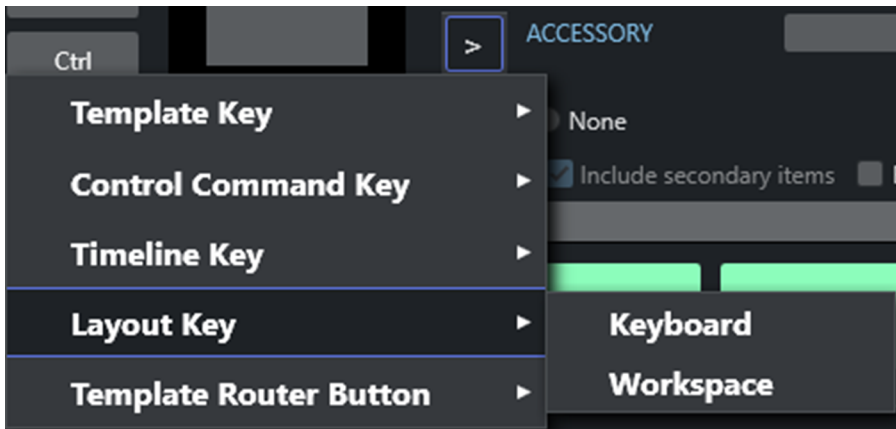 Ctrl
>
ACCESSORY
None
Include secondary items
Template Key
Control Command Key
Timeline Key
Layout Key
Template Router Button
Keyboard
Workspace